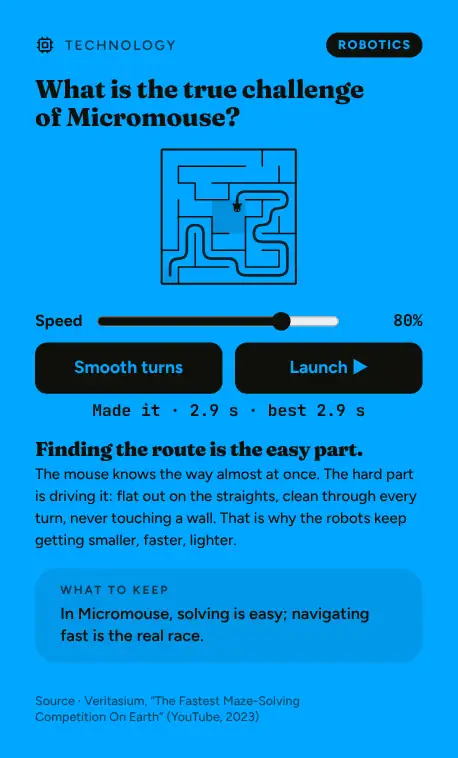 TECHNOLOGY
ROBOTICS
What is the true challenge
of Micromouse?
Speed
80%
Smooth turns
Launch ▶
Made it · 2.9 s · best 2.9 s
Finding the route is the easy part.
The mouse knows the way almost at once. The hard part
is driving it: flat out on the straights, clean through every
turn, never touching a wall. That is why the robots keep
getting smaller, faster, lighter.
WHAT TO KEEP
In Micromouse, solving is easy; navigating
fast is the real race.
Source · Veritasium, “The Fastest Maze-Solving
Competition On Earth” (YouTube, 2023)